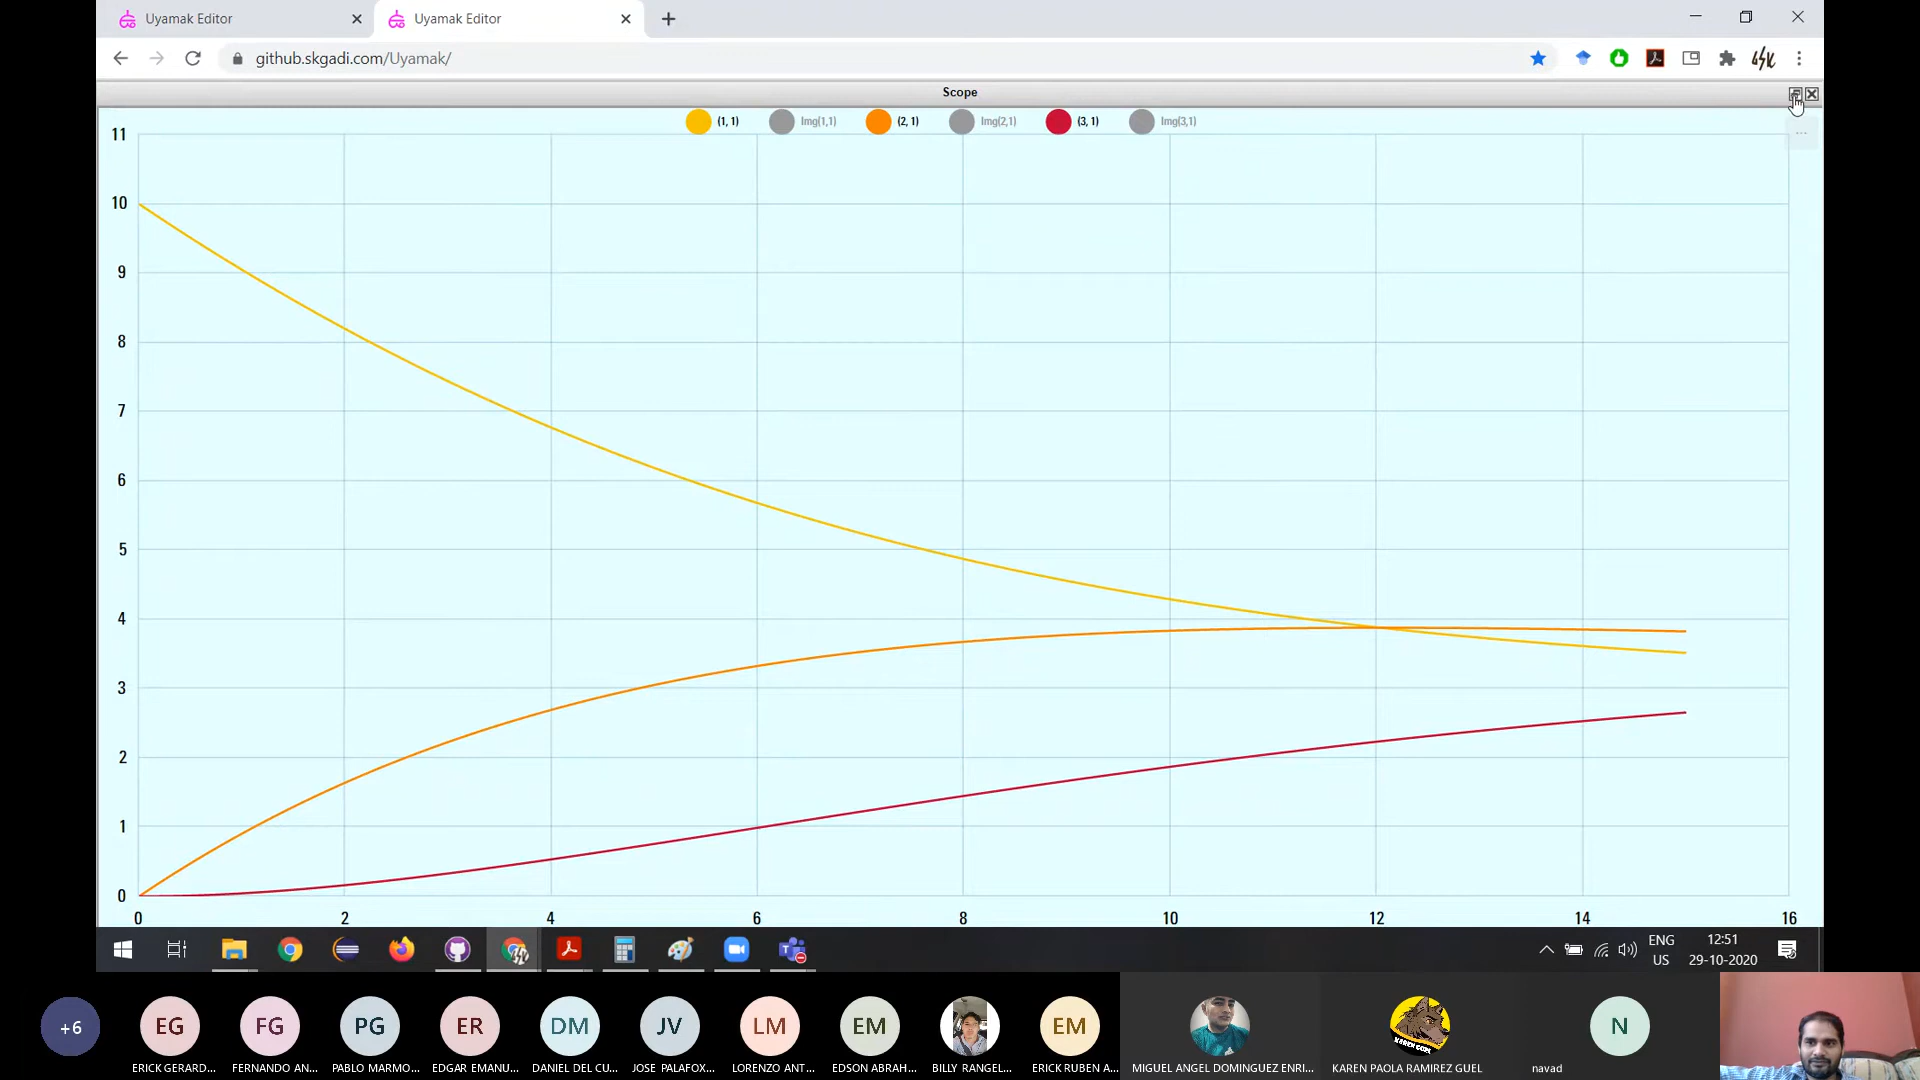 Uyamak Editor
Uyamak Editor
github.skgadi.com/Uyamak/
Scope
(1, 1) Img(1,1) (2, 1) Img(2,1) (3, 1) Img(3,1)
11
10
9
8
7
6
5
4
3
2
1
0
0 2 4 6 8 10 12 14 16
ENG
US
12:51
29-10-2020
+6
EG
FG
PG
ER
DM
JV
LM
EM
EM
N
ERICK GERARD...
FERNANDO AN...
PABLO MARMO...
EDGAR EMANU...
DANIEL DEL CU...
JOSE PALAFOX...
LORENZO ANT...
EDSON ABRAH...
BILLY RANGEL...
ERICK RUBEN A...
MIGUEL ANGEL DOMINGUEZ ENRI...
KAREN PAOLA RAMIREZ GUEL
navad